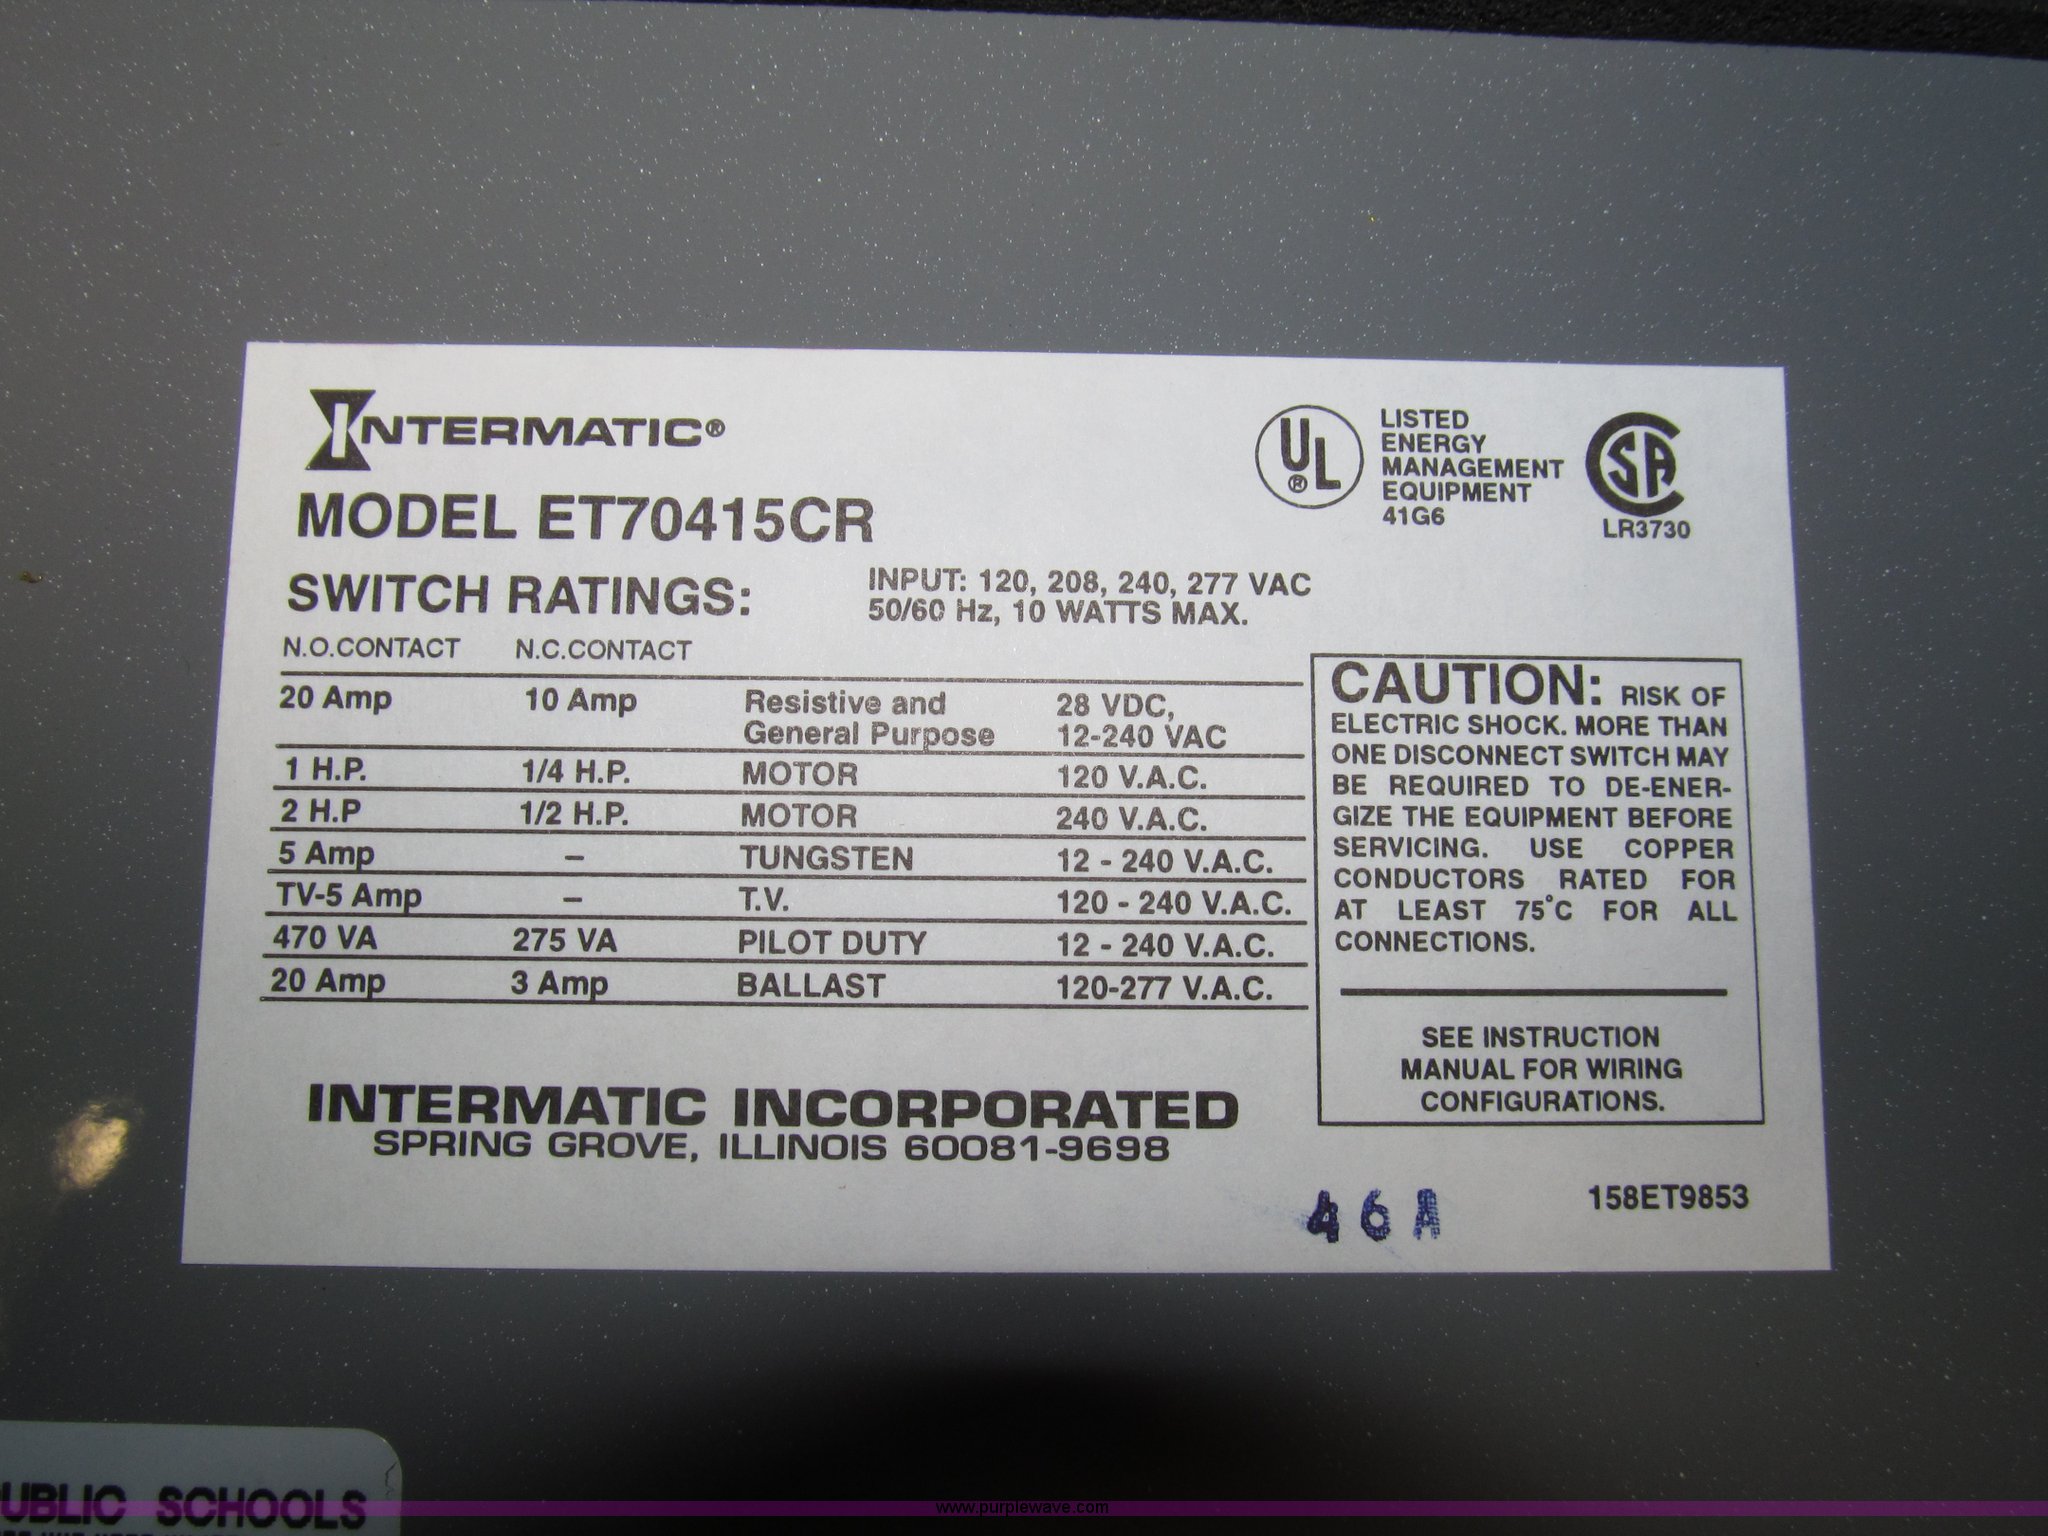 INTERMATIC®
MODEL ET70415CR
UL ®
LISTED
ENERGY
MANAGEMENT
EQUIPMENT
41G6
CSA
LR3730
SWITCH RATINGS:
INPUT: 120, 208, 240, 277 VAC
50/60 Hz, 10 WATTS MAX.
N.O.CONTACT N.C.CONTACT
20 Amp 10 Amp Resistive and 28 VDC,
General Purpose 12-240 VAC
1 H.P. 1/4 H.P. MOTOR 120 V.A.C.
2 H.P 1/2 H.P. MOTOR 240 V.A.C.
5 Amp – TUNGSTEN 12 - 240 V.A.C.
TV-5 Amp – T.V. 120 - 240 V.A.C.
470 VA 275 VA PILOT DUTY 12 - 240 V.A.C.
20 Amp 3 Amp BALLAST 120-277 V.A.C.
CAUTION: RISK OF
ELECTRIC SHOCK. MORE THAN
ONE DISCONNECT SWITCH MAY
BE REQUIRED TO DE-ENER-
GIZE THE EQUIPMENT BEFORE
SERVICING. USE COPPER
CONDUCTORS RATED FOR
AT LEAST 75°C FOR ALL
CONNECTIONS.
SEE INSTRUCTION
MANUAL FOR WIRING
CONFIGURATIONS.
INTERMATIC INCORPORATED
SPRING GROVE, ILLINOIS 60081-9698
46A
158ET9853
UBLIC SCHOOLS
www.purplewave.com